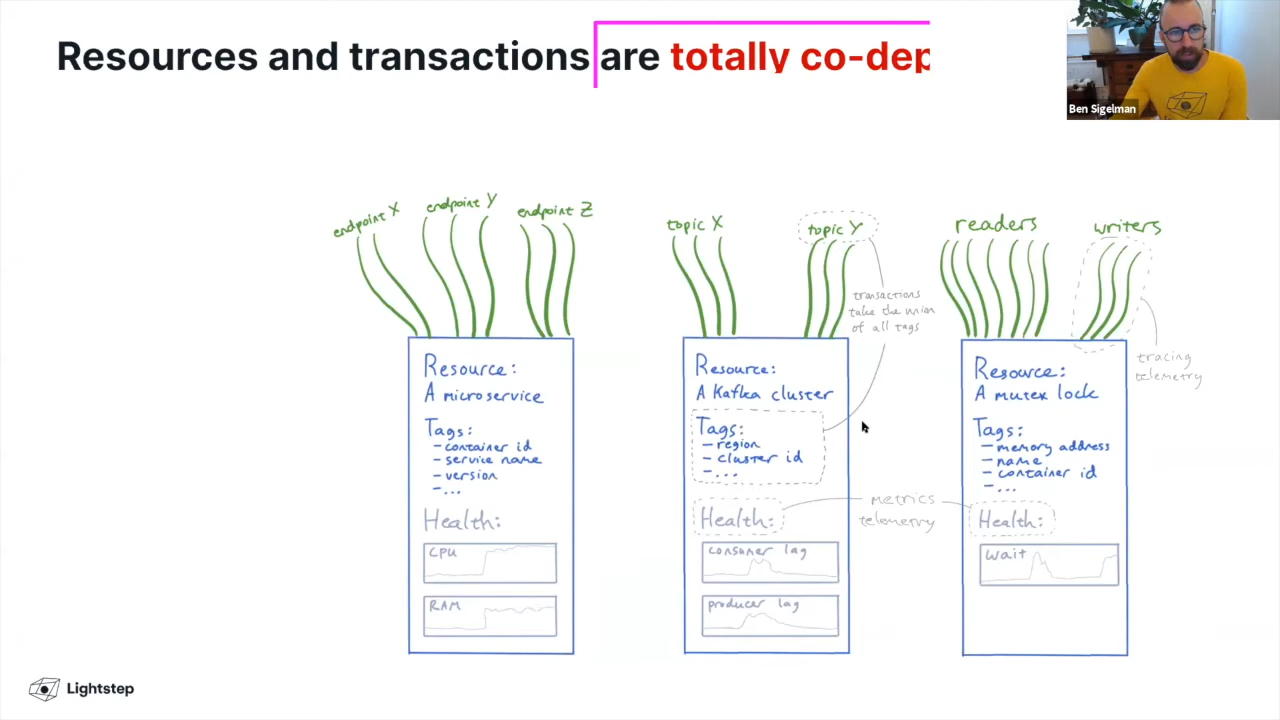 Resources and transactions are totally co-dep
Ben Sigelman
endpoint X
endpoint Y
endpoint Z
topic X
topic Y
readers
writers
transactions
take the union
of all tags
tracing
telemetry
Resource:
A microservice
Tags:
- container id
- service name
- version
- ...
Health:
CPU
RAM
Resource:
A Kafka cluster
Tags:
- region
- cluster id
- ...
Health:
consumer lag
producer lag
metrics
telemetry
Resource:
A mutex lock
Tags:
- memory address
- name
- container id
- ...
Health:
wait
Lightstep